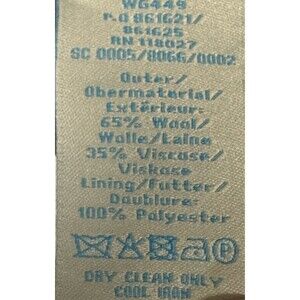 WG449
r.o 861621/
861625
RN 118027
SC 0005/8066/0002
Outer/
Obermaterial/
Extérieur:
65% Wool/
Wolle/Laine
35% Viscose/
Viskose
Lining/Futter/
Doublure:
100% Polyester
P
DRY CLEAN ONLY
COOL IRON